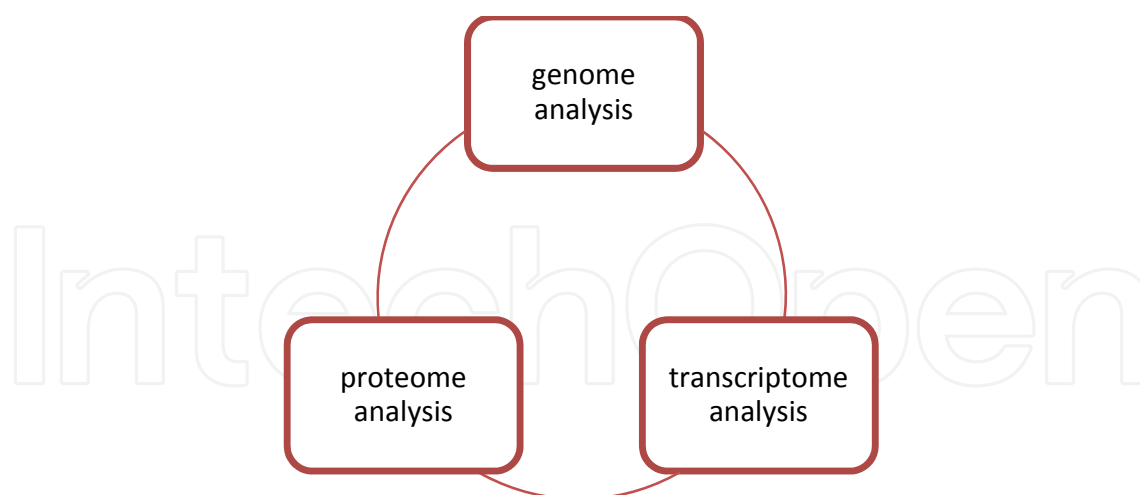 genome
analysis
IntechOpen
proteome
analysis
transcriptome
analysis